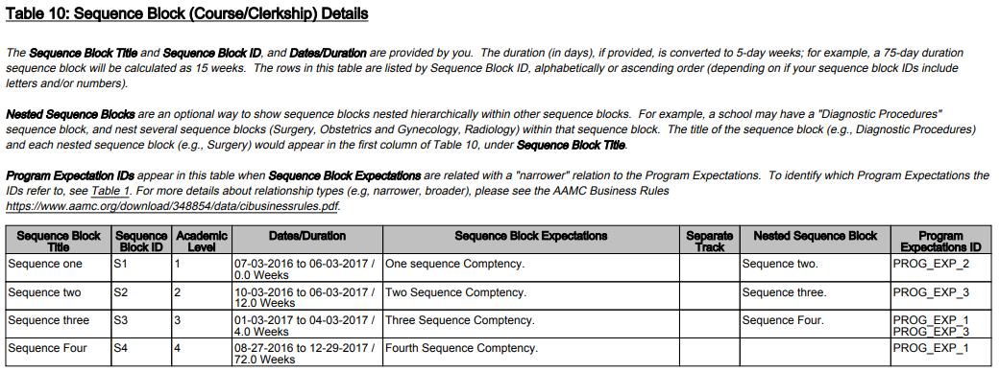 Table 10: Sequence Block (Course/Clerkship) Details
The Sequence Block Title and Sequence Block ID, and Dates/Duration are provided by you. The duration (in days), if provided, is converted to 5-day weeks; for example, a 75-day duration
sequence block will be calculated as 15 weeks. The rows in this table are listed by Sequence Block ID, alphabetically or ascending order (depending on if your sequence block IDs include
letters and/or numbers).
Nested Sequence Blocks are an optional way to show sequence blocks nested hierarchically within other sequence blocks. For example, a school may have a "Diagnostic Procedures"
sequence block, and nest several sequence blocks (Surgery, Obstetrics and Gynecology, Radiology) within that sequence block. The title of the sequence block (e.g., Diagnostic Procedures)
and each nested sequence block (e.g., Surgery) would appear in the first column of Table 10, under Sequence Block Title.
Program Expectation IDs appear in this table when Sequence Block Expectations are related with a "narrower" relation to the Program Expectations. To identify which Program Expectations the
IDs refer to, see Table 1. For more details about relationship types (e.g, narrower, broader), please see the AAMC Business Rules
https://www.aamc.org/download/348854/data/cibusinessrules.pdf.
Sequence Block Title Sequence Block ID Academic Level Dates/Duration Sequence Block Expectations Separate Track Nested Sequence Block Program Expectations ID
Sequence one S1 1 07-03-2016 to 06-03-2017 / One sequence Comptency. Sequence two. PROG_EXP_2
0.0 Weeks
Sequence two S2 2 10-03-2016 to 06-03-2017 / Two Sequence Comptency. Sequence three. PROG_EXP_3
12.0 Weeks
Sequence three S3 3 01-03-2017 to 04-03-2017 / Three Sequence Comptency. Sequence Four. PROG_EXP_1
4.0 Weeks PROG_EXP_3
Sequence Four S4 4 08-27-2016 to 12-29-2017 / Fourth Sequence Comptency. PROG_EXP_1
72.0 Weeks